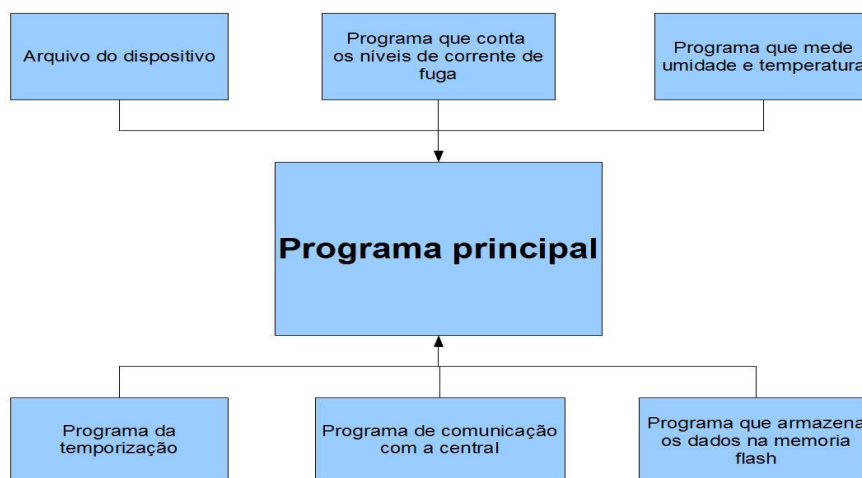 Arquivo do dispositivo
Programa que conta
os níveis de corrente de
fuga
Programa que mede
umidade e temperatura
Programa principal
Programa da
temporização
Programa de comunicação
com a central
Programa que armazena
os dados na memoria
flash